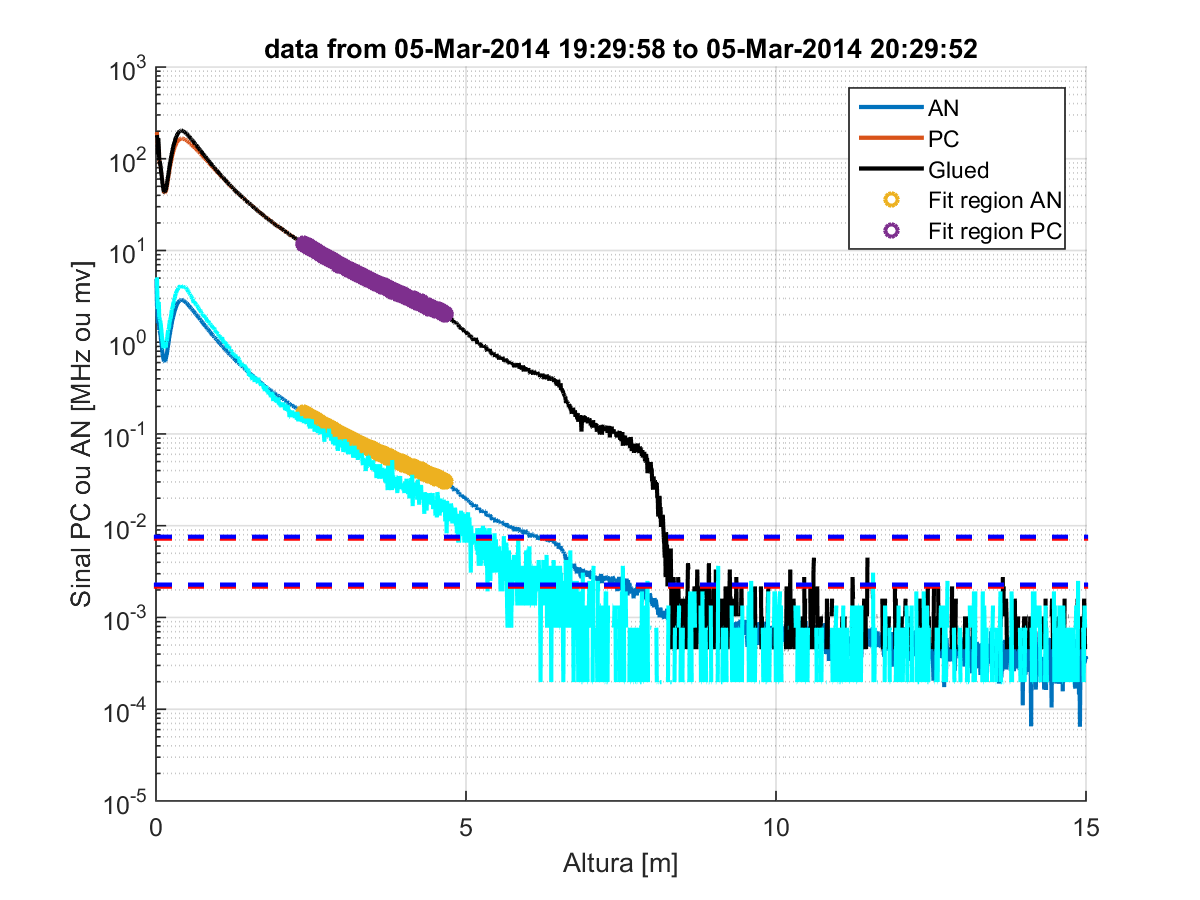 data from 05-Mar-2014 19:29:58 to 05-Mar-2014 20:29:52
AN
PC
Glued
Fit region AN
Fit region PC
Sinal PC ou AN [MHz ou mv]
10^3
10^2
10^1
10^0
10^-1
10^-2
10^-3
10^-4
10^-5
0 5 10 15
Altura [m]